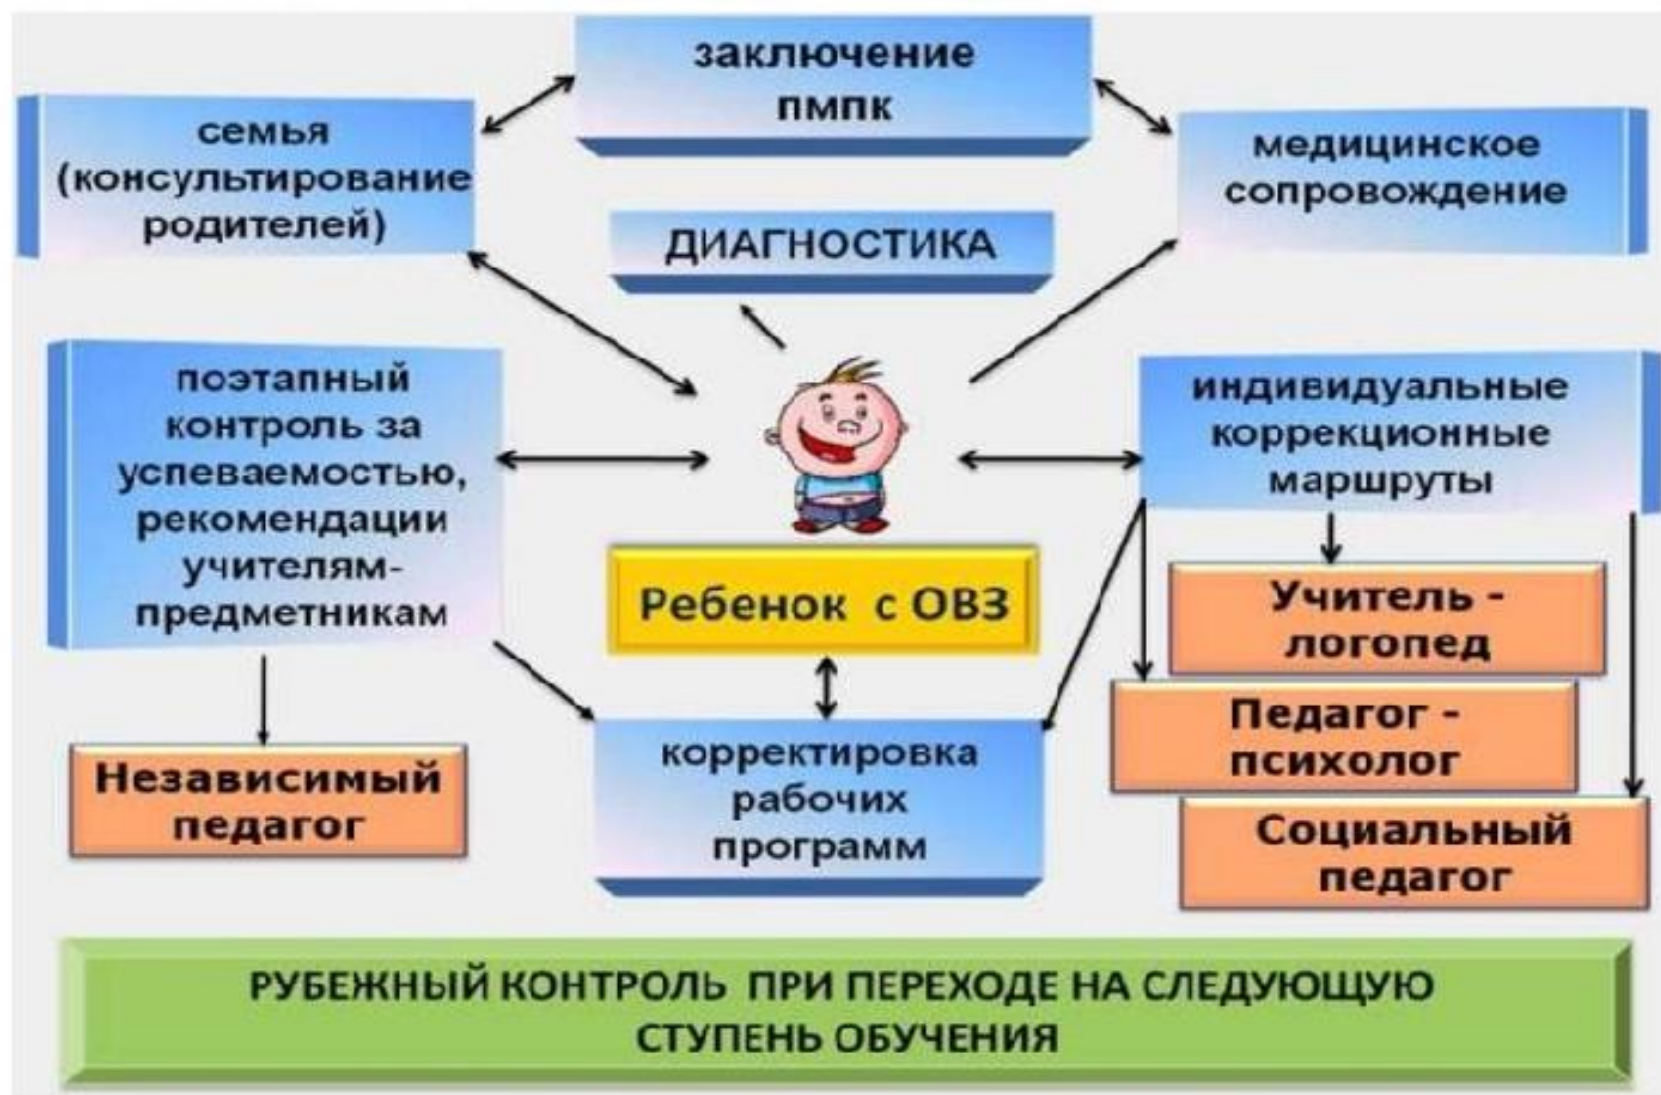 заключение
пмпк
семья
(консультирование
родителей)
медицинское
сопровождение
ДИАГНОСТИКА
поэтапный
контроль за
успеваемостью,
рекомендации
учителям-
предметникам
индивидуальные
коррекционные
маршруты
Ребенок с ОВЗ
Учитель -
логопед
Педагог -
психолог
Социальный
педагог
Независимый
педагог
корректировка
рабочих
программ
РУБЕЖНЫЙ КОНТРОЛЬ ПРИ ПЕРЕХОДЕ НА СЛЕДУЮЩУЮ
СТУПЕНЬ ОБУЧЕНИЯ